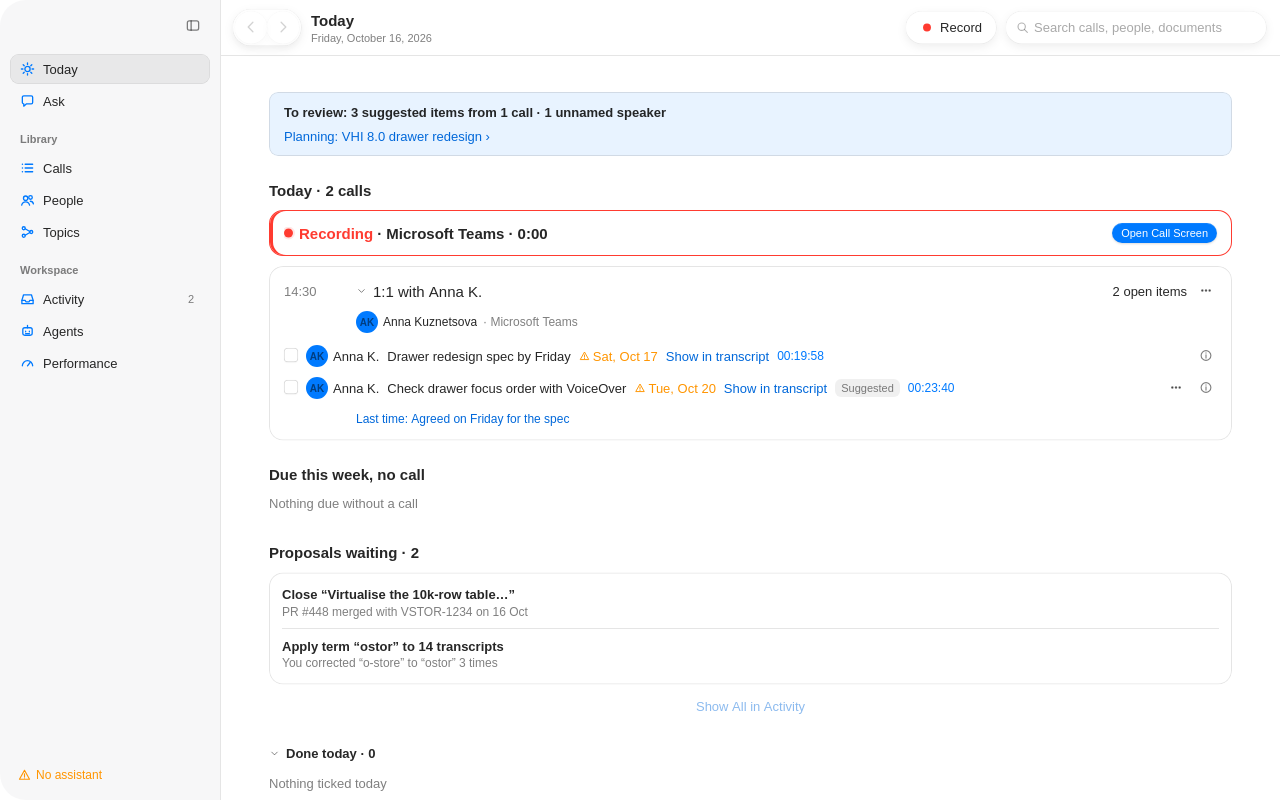 Today
Friday, October 16, 2026
Record
Search calls, people, documents
Today
Ask
Library
Calls
People
Topics
Workspace
Activity 2
Agents
Performance
No assistant
To review: 3 suggested items from 1 call · 1 unnamed speaker
Planning: VHI 8.0 drawer redesign ›
Today · 2 calls
Recording · Microsoft Teams · 0:00
Open Call Screen
14:30 1:1 with Anna K. 2 open items
AK Anna Kuznetsova · Microsoft Teams
AK Anna K. Drawer redesign spec by Friday Sat, Oct 17 Show in transcript 00:19:58
AK Anna K. Check drawer focus order with VoiceOver Tue, Oct 20 Show in transcript Suggested 00:23:40
Last time: Agreed on Friday for the spec
Due this week, no call
Nothing due without a call
Proposals waiting · 2
Close “Virtualise the 10k-row table…”
PR #448 merged with VSTOR-1234 on 16 Oct
Apply term “ostor” to 14 transcripts
You corrected “o-store” to “ostor” 3 times
Show All in Activity
Done today · 0
Nothing ticked today